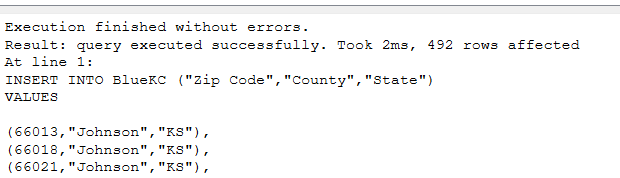 Execution finished without errors.
Result: query executed successfully. Took 2ms, 492 rows affected
At line 1:
INSERT INTO BlueKC ("Zip Code","County","State")
VALUES
(66013,"Johnson","KS"),
(66018,"Johnson","KS"),
(66021,"Johnson","KS"),